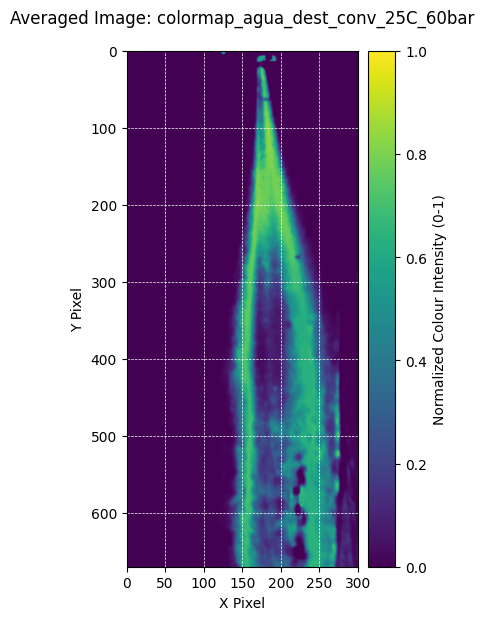 Averaged Image: colormap_agua_dest_conv_25C_60bar
0
100
200
300
400
500
600
Y Pixel
0 50 100 150 200 250 300
X Pixel
1.0
0.8
0.6
0.4
0.2
0.0
Normalized Colour Intensity (0-1)